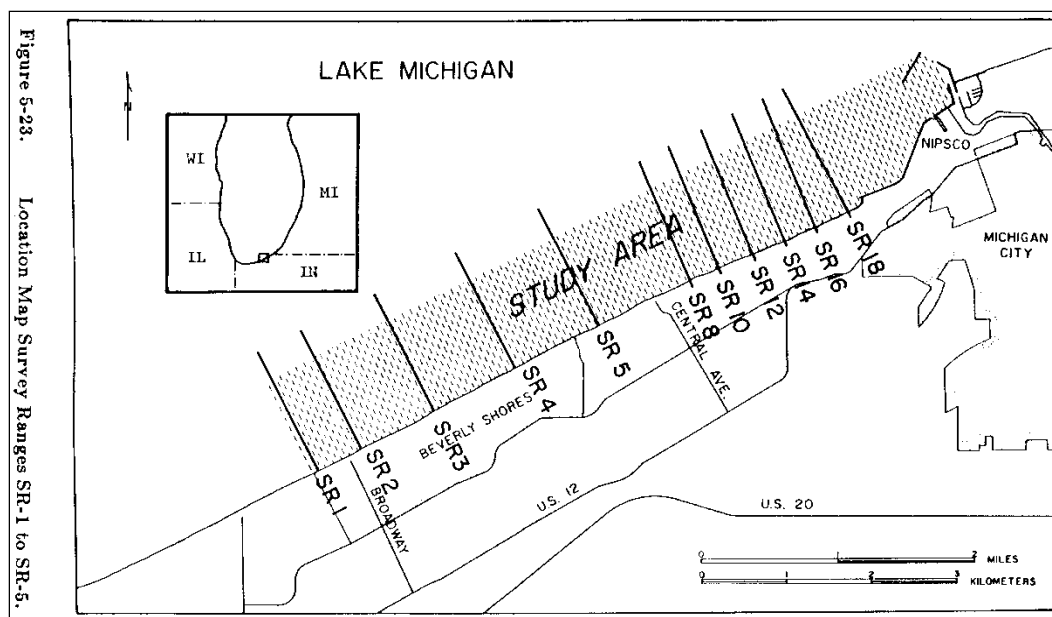 Figure 5-23. Location Map Survey Ranges SR-1 to SR-5.
LAKE MICHIGAN
N
WI
MI
IL
IN
STUDY AREA
NIPSCO
MICHIGAN
CITY
SR 1
SR 2
SR3
SR 4
SR 5
SR 8
SR 10
SR 12
SR 14
SR 16
SR 18
BROADWAY
BEVERLY SHORES
CENTRAL AVE.
U.S. 12
U.S. 20
0 1 2
MILES
0 1 2 3
KILOMETERS